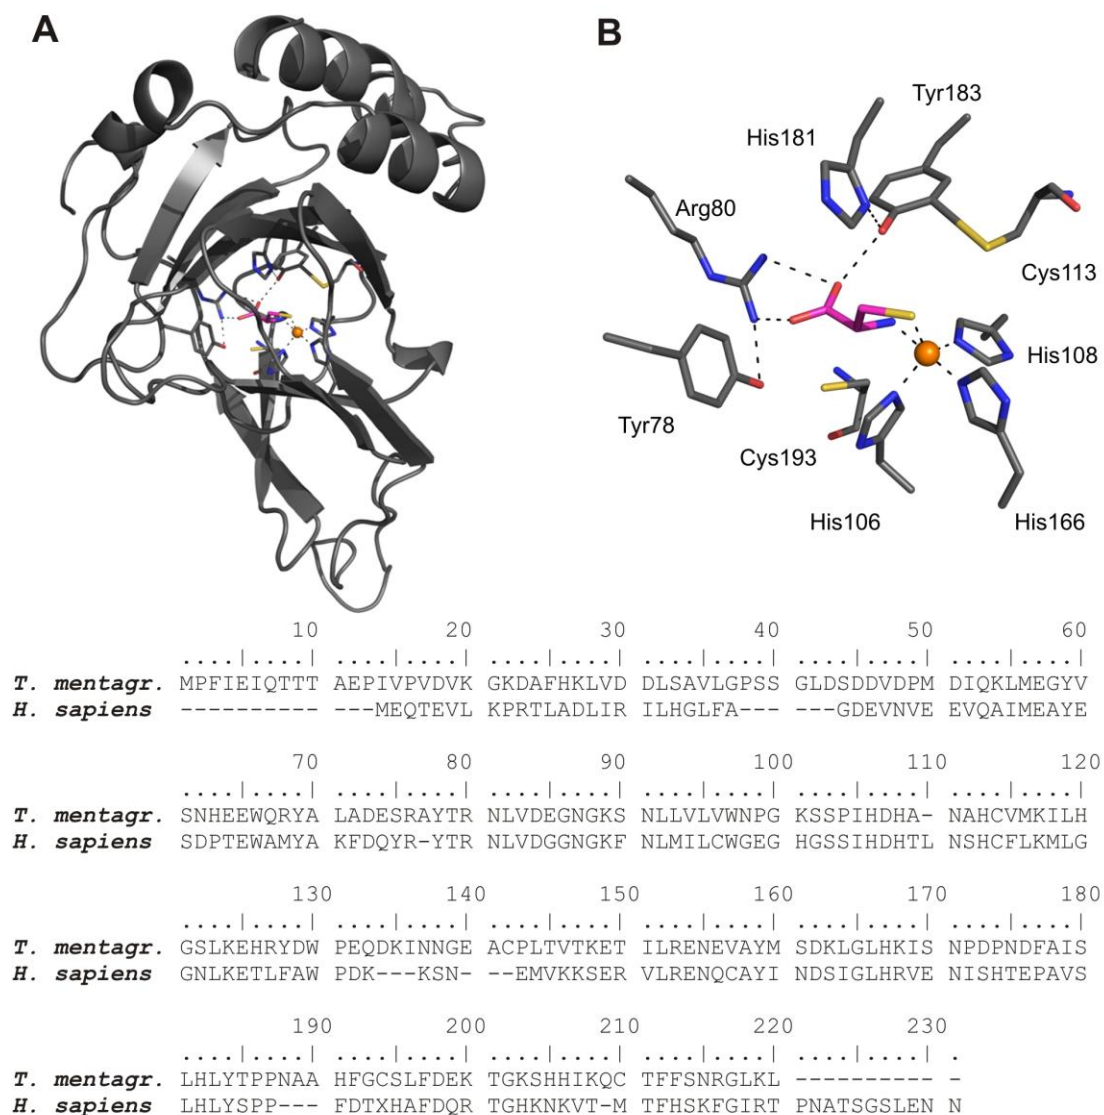 A
B
Tyr183
His181
Arg80
Cys113
His108
Tyr78
Cys193
His106
His166
10 20 30 40 50 60
....|....| ....|....| ....|....| ....|....| ....|....| ....|....|
T. mentagr. MPFIEIQTTT AEPIVPVDVK GKDAFHKLVD DLSAVLGPSS GLDSDDVDPM DIQKLMEGYV
H. sapiens ---------- ---MEQTEVL KPRTLADLIR ILHGLFA--- ---GDEVNVE EVQAIMEAYE
70 80 90 100 110 120
....|....| ....|....| ....|....| ....|....| ....|....| ....|....|
T. mentagr. SNHEEWQRYA LADESRAYTR NLVDEGNGKS NLLVLVWNPG KSSPIHDHA- NAHCVMKILH
H. sapiens SDPTEWAMYA KFDQYR-YTR NLVDGGNGKF NLMILCWGEG HGSSIHDHTL NSHCFLKMLG
130 140 150 160 170 180
....|....| ....|....| ....|....| ....|....| ....|....| ....|....|
T. mentagr. GSLKEHRYDW PEQDKINNGE ACPLTVTKET ILRENEVAYM SDKLGLHKIS NPDPNDFAIS
H. sapiens GNLKETLFAW PDK---KSN- --EMVKKSER VLRENQCAYI NDSIGLHRVE NISHTEPAVS
190 200 210 220 230
....|....| ....|....| ....|....| ....|....| ....|....| .
T. mentagr. LHLYTPPNAA HFGCSLFDEK TGKSHHIKQC TFFSNRGLKL ---------- -
H. sapiens LHLYSPP--- FDTXHAFDQR TGHKNKVT-M TFHSKFGIRT PNATSGSLEN N